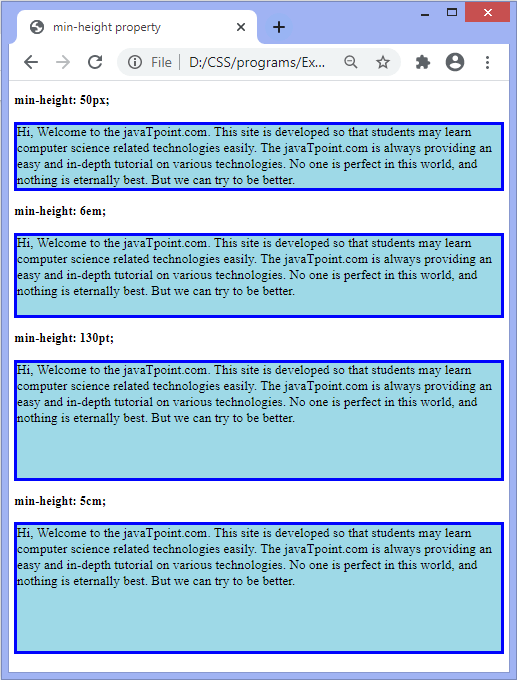 min-height property
File D:/CSS/programs/Ex...
min-height: 50px;
Hi, Welcome to the javaTpoint.com. This site is developed so that students may learn
computer science related technologies easily. The javaTpoint.com is always providing an
easy and in-depth tutorial on various technologies. No one is perfect in this world, and
nothing is eternally best. But we can try to be better.
min-height: 6em;
Hi, Welcome to the javaTpoint.com. This site is developed so that students may learn
computer science related technologies easily. The javaTpoint.com is always providing an
easy and in-depth tutorial on various technologies. No one is perfect in this world, and
nothing is eternally best. But we can try to be better.
min-height: 130pt;
Hi, Welcome to the javaTpoint.com. This site is developed so that students may learn
computer science related technologies easily. The javaTpoint.com is always providing an
easy and in-depth tutorial on various technologies. No one is perfect in this world, and
nothing is eternally best. But we can try to be better.
min-height: 5cm;
Hi, Welcome to the javaTpoint.com. This site is developed so that students may learn
computer science related technologies easily. The javaTpoint.com is always providing an
easy and in-depth tutorial on various technologies. No one is perfect in this world, and
nothing is eternally best. But we can try to be better.